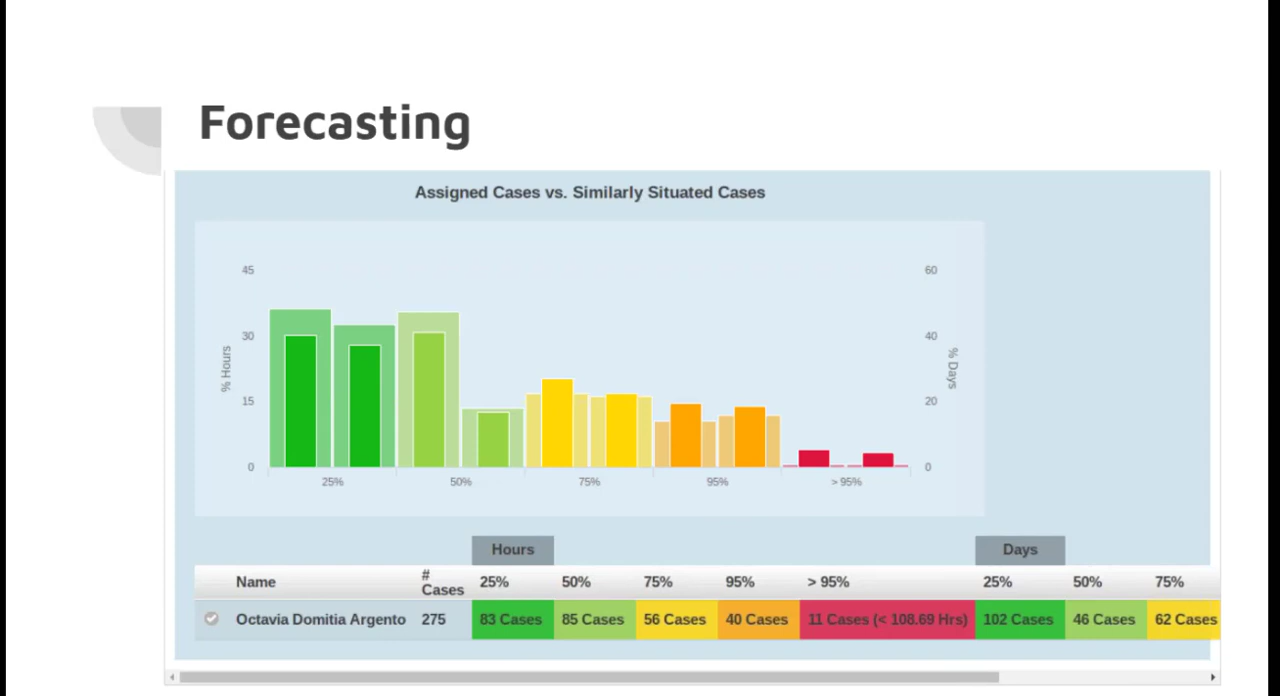 Forecasting
Assigned Cases vs. Similarly Situated Cases
45
60
30
40
% Hours
% Days
15
20
0
0
25%
50%
75%
95%
> 95%
Hours
Days
Name
# Cases
25%
50%
75%
95%
> 95%
25%
50%
75%
Octavia Domitia Argento
275
83 Cases
85 Cases
56 Cases
40 Cases
11 Cases (< 108.69 Hrs)
102 Cases
46 Cases
62 Cases